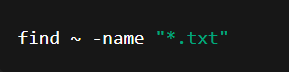 find ~ -name "*.txt"